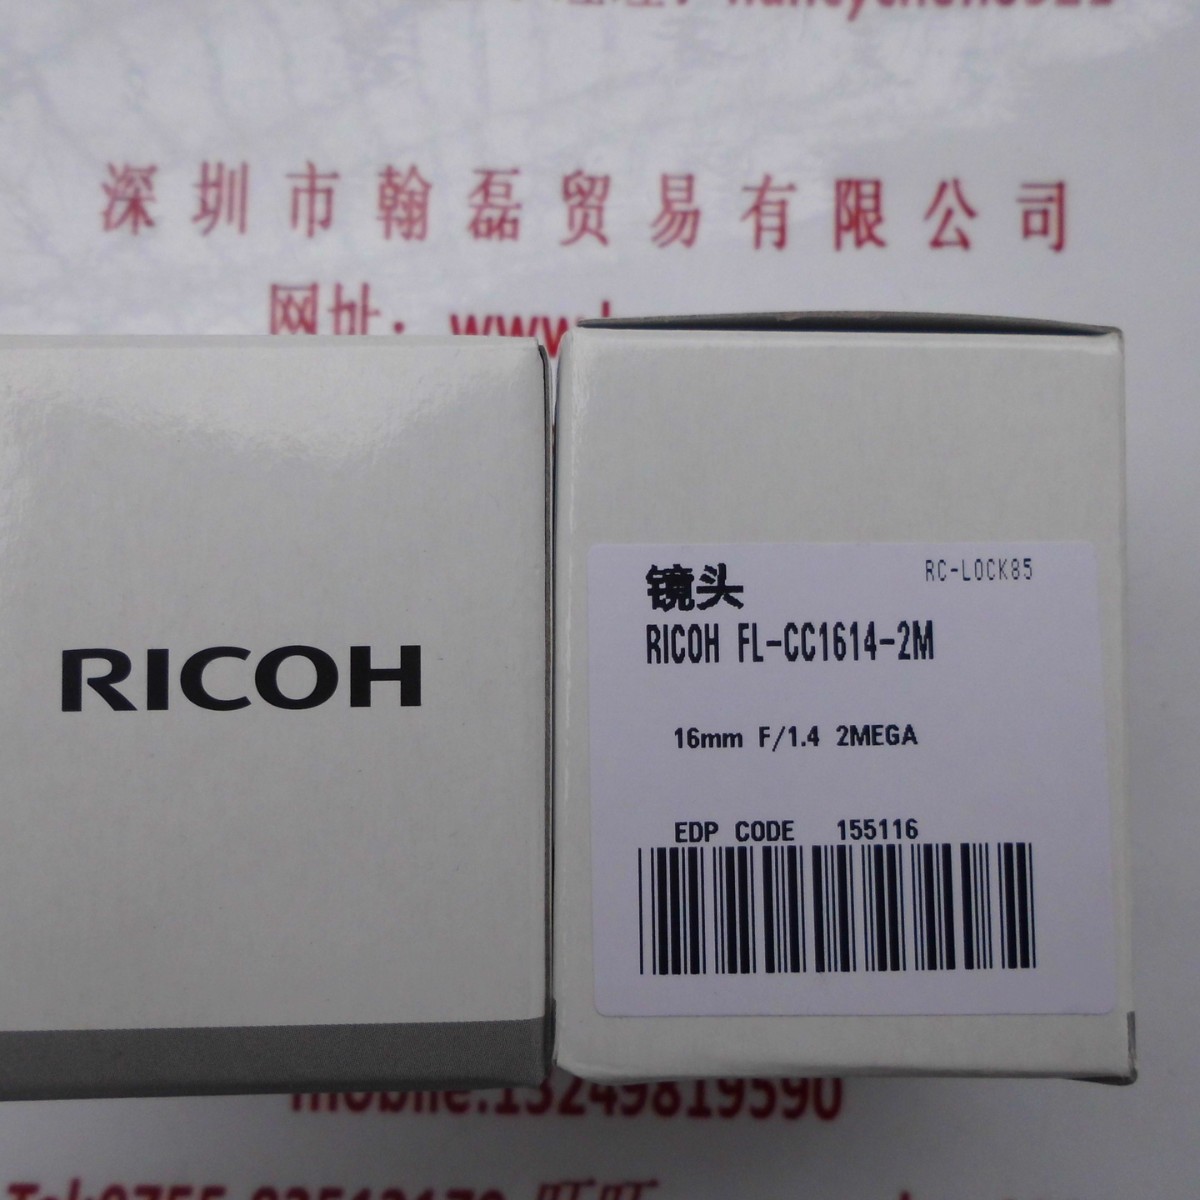 深圳市翰磊贸易有限公司
网址：www.
RICOH
镜头
RC-LOCK85
RICOH FL-CC1614-2M
16mm F/1.4 2MEGA
EDP CODE 155116
mobile:13249819590